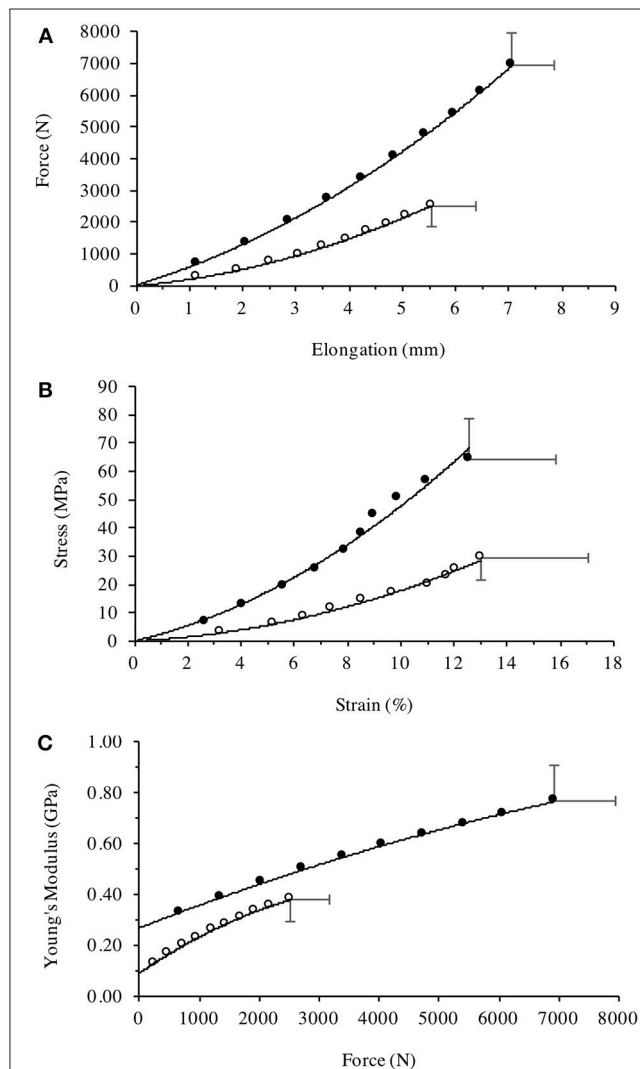 A
8000
7000
6000
5000
4000
3000
2000
1000
0
Force (N)
0 1 2 3 4 5 6 7 8 9
Elongation (mm)
B
90
80
70
60
50
40
30
20
10
0
Stress (MPa)
0 2 4 6 8 10 12 14 16 18
Strain (%)
C
1.00
0.80
0.60
0.40
0.20
0.00
Young's Modulus (GPa)
0 1000 2000 3000 4000 5000 6000 7000 8000
Force (N)